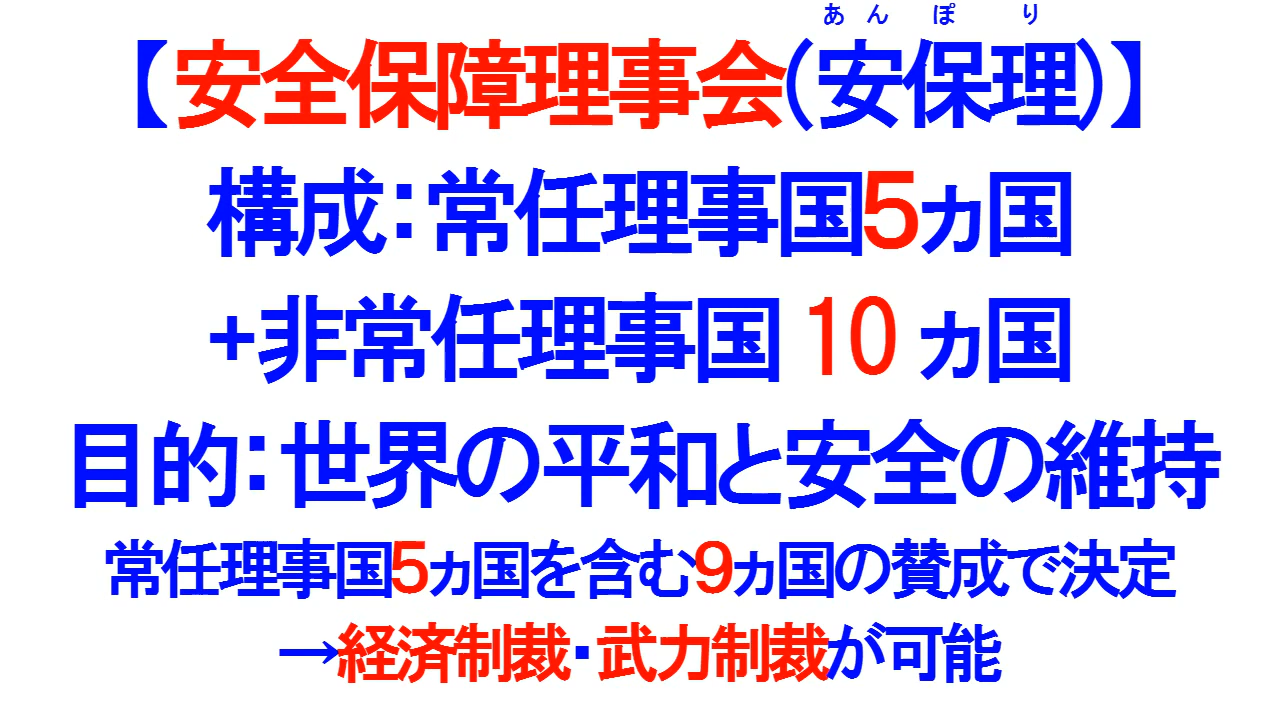 あんぽり
【安全保障理事会(安保理)】
構成:常任理事国5ヵ国
+非常任理事国 10 ヵ国
目的:世界の平和と安全の維持
常任理事国5ヵ国を含む9ヵ国の賛成で決定
→経済制裁・武力制裁が可能